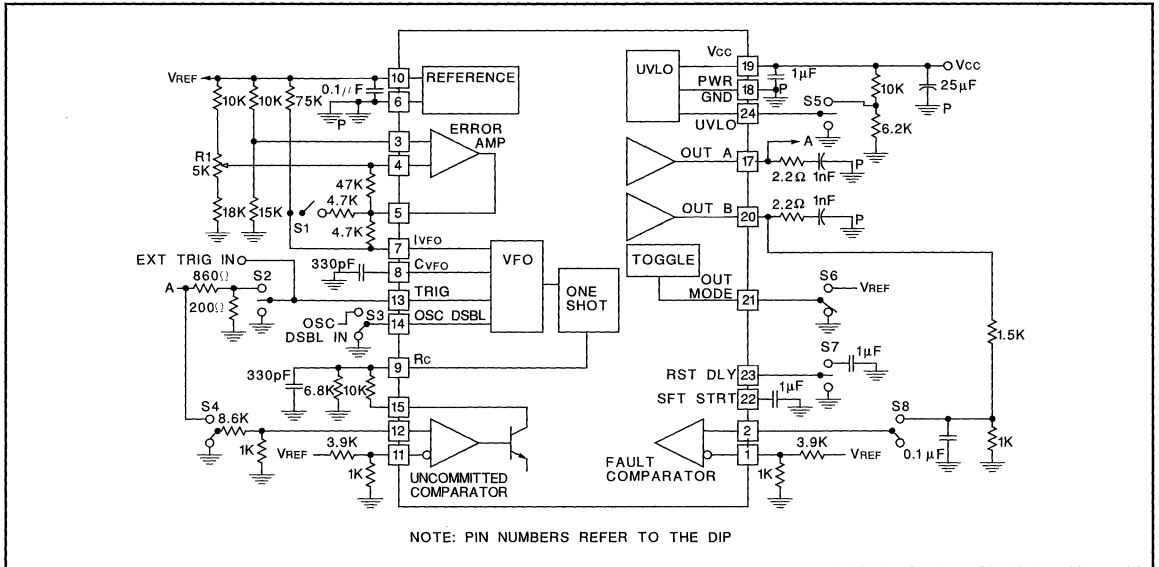 VREF
10K
10K
75K
0.1μF
P
10
6
REFERENCE
3
4
5
ERROR
AMP
R1
5K
47K
18K
15K
S1
4.7K
4.7K
7
IVFO
EXT TRIG IN
330pF
8
CVFO
VFO
ONE
SHOT
A
860Ω
S2
200Ω
13
TRIG
OSC
DSBL IN
S3
14
OSC DSBL
9
RC
330pF
6.8K
10K
15
S4
8.6K
12
1K
VREF
3.9K
11
1K
UNCOMMITTED
COMPARATOR
UVLO
VCC
19
1μF
VCC
PWR
GND
18
P
10K
25μF
P
UVLO
24
S5
6.2K
OUT A
17
A
2.2Ω
1nF
P
OUT B
20
2.2Ω
1nF
P
TOGGLE
OUT
MODE
21
S6
VREF
1.5K
RST DLY
23
S7
1μF
SFT STRT
22
1μF
S8
2
1
FAULT
COMPARATOR
3.9K
VREF
1K
0.1μF
1K
NOTE: PIN NUMBERS REFER TO THE DIP